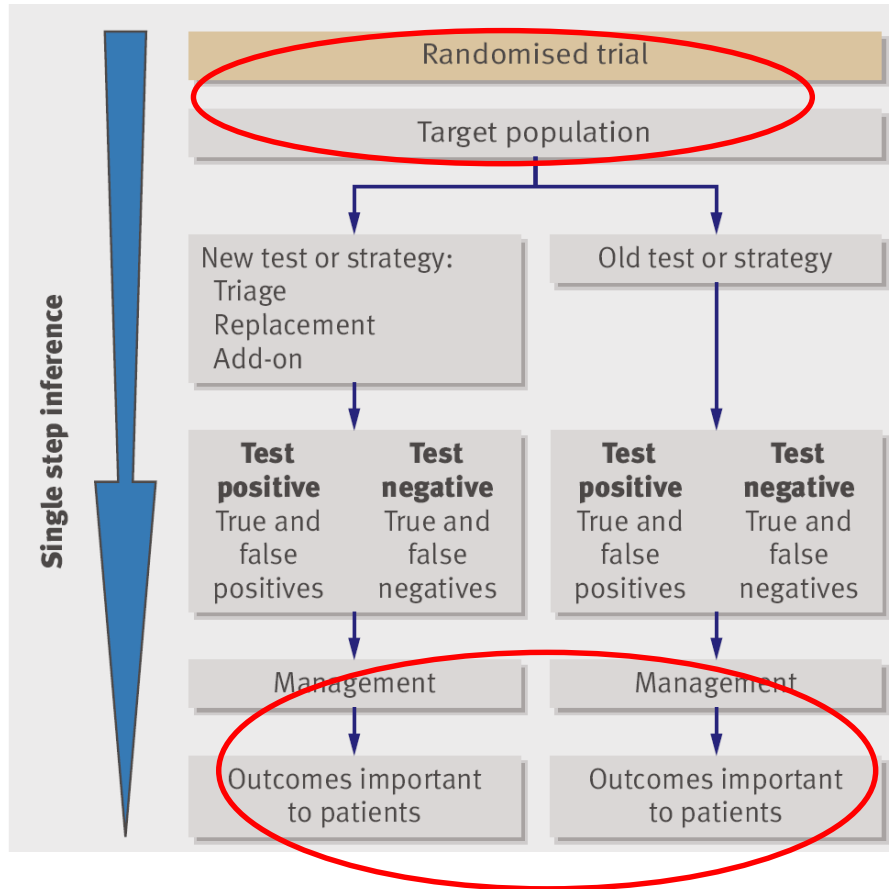 Randomised trial
Target population
New test or strategy:
Triage
Replacement
Add-on
Old test or strategy
Single step inference
Test
positive
True and
false
positives
Test
negative
True and
false
negatives
Test
positive
True and
false
positives
Test
negative
True and
false
negatives
Management
Management
Outcomes important
to patients
Outcomes important
to patients